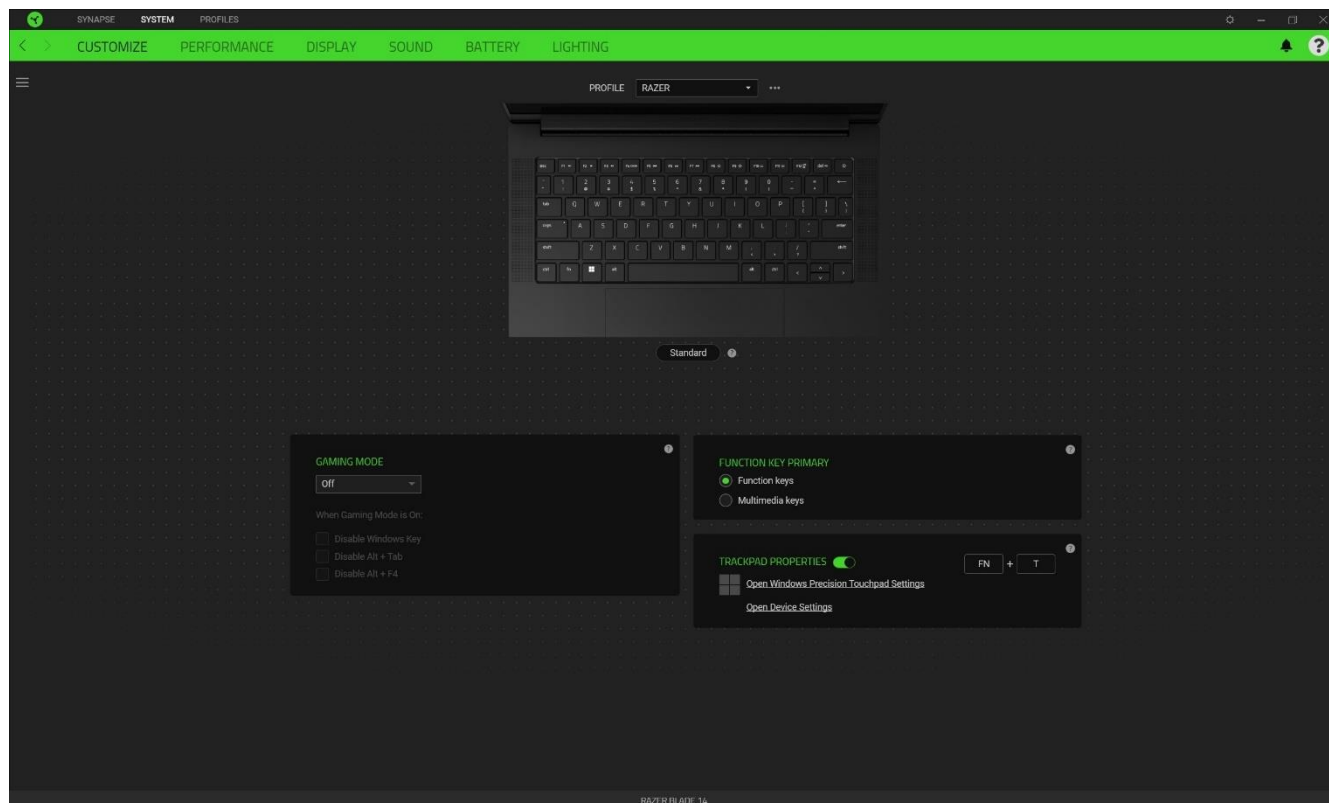 SYNAPSE SYSTEM PROFILES
CUSTOMIZE PERFORMANCE DISPLAY SOUND BATTERY LIGHTING
PROFILE RAZER
tab Q W E R T Y U I O P [ ] \
A S D F G H J K L
Z X C V B N M
Standard
GAMING MODE
Off
When Gaming Mode is On:
Disable Windows Key
Disable Alt + Tab
Disable Alt + F4
FUNCTION KEY PRIMARY
Function keys
Multimedia keys
TRACKPAD PROPERTIES FN + T
Open Windows Precision Touchpad Settings
Open Device Settings
RAZER BLADE 14